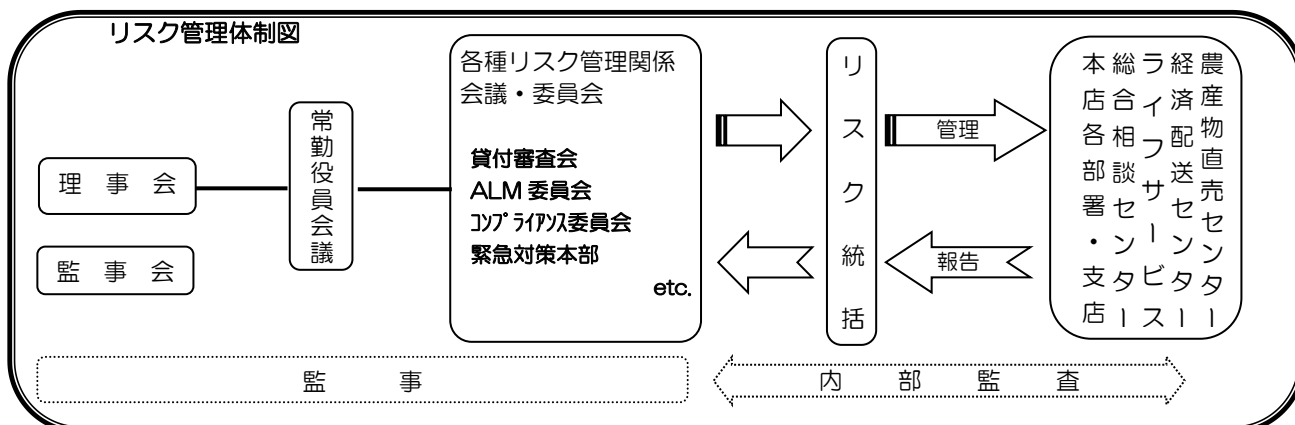 リスク管理体制図
理事会
監事会
常勤役員会議
各種リスク管理関係
会議・委員会
貸付審査会
ALM 委員会
ｺﾝﾌﾟﾗｲｱﾝｽ委員会
緊急対策本部
etc.
リスク統括
管理
報告
農産物直売センター
経済配送センター
ライフサービス
総合相談センター
本店各部署・支店
監事
内部監査